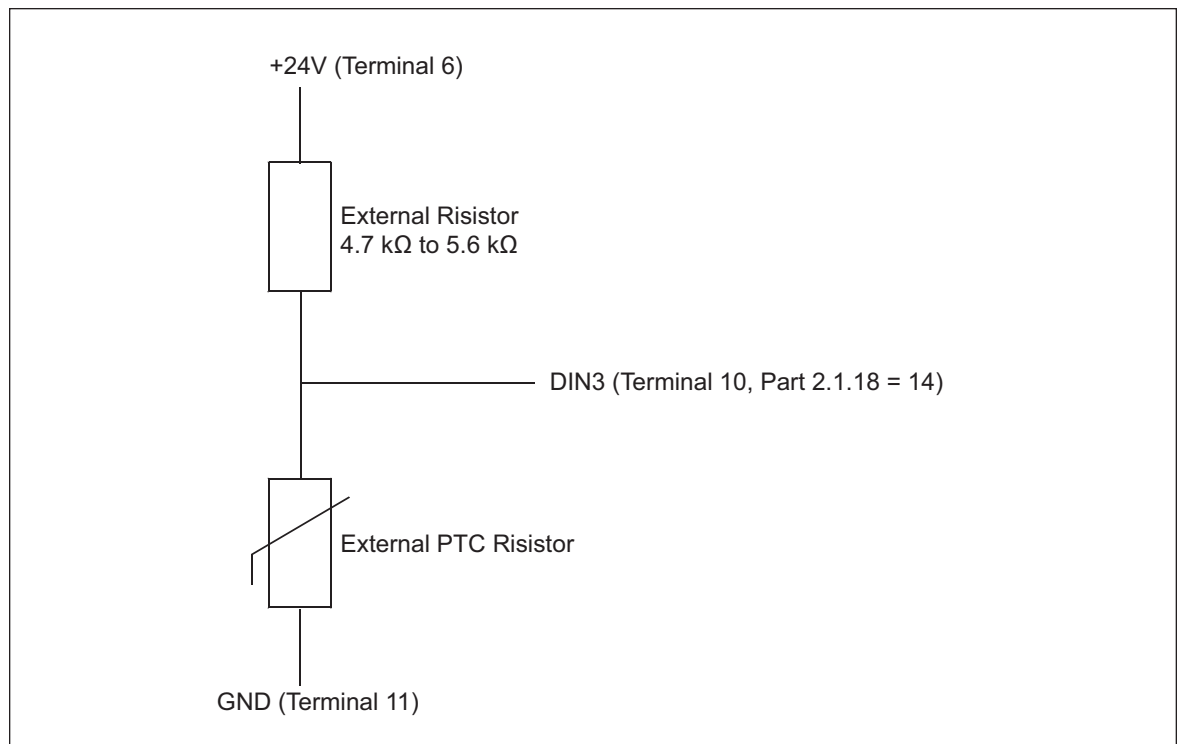 +24V (Terminal 6)
External Risistor
4.7 kΩ to 5.6 kΩ
DIN3 (Terminal 10, Part 2.1.18 = 14)
External PTC Risistor
GND (Terminal 11)